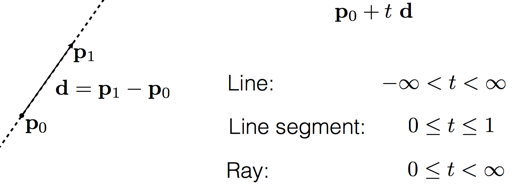 p₀ + t d
p₁
d = p₁ − p₀
p₀
Line: −∞ < t < ∞
Line segment: 0 ≤ t ≤ 1
Ray: 0 ≤ t < ∞